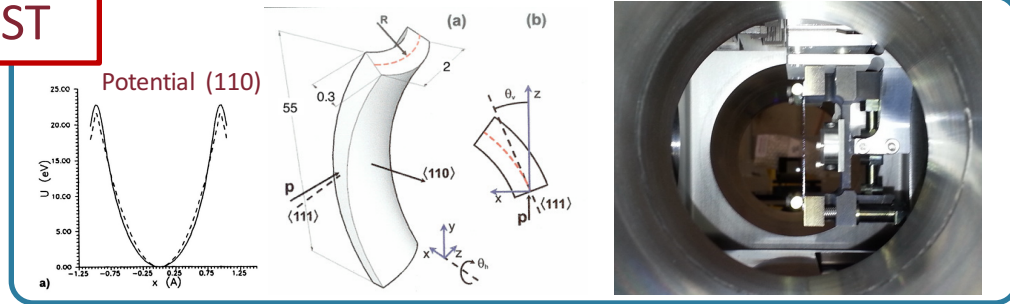 ST
Potential (110)
25.00
20.00
15.00
10.00
5.00
0.00
U (eV)
-1.25
-0.75
-0.25
0.25
0.75
1.25
x (A)
a)
(a)
R
2
0.3
55
⟨110⟩
p
⟨111⟩
y
x
z
θh
(b)
θv
z
x
p
⟨111⟩